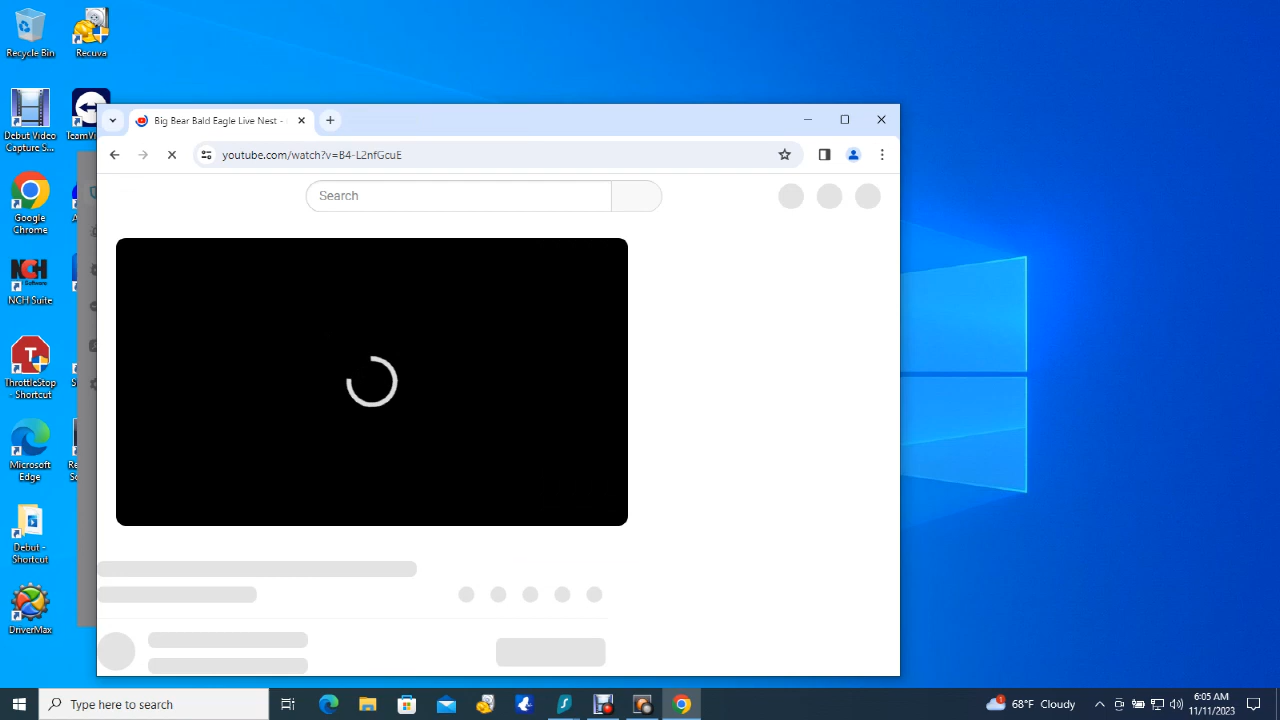 Recycle Bin
Recuva
Debut Video
Capture S...
TeamVi
Google
Chrome
NCH
Software
NCH Suite
T
ThrottleStop
- Shortcut
Microsoft
Edge
Debut -
Shortcut
DriverMax
Big Bear Bald Eagle Live Nest -
youtube.com/watch?v=B4-L2nfGcuE
Search
Type here to search
68°F Cloudy
6:05 AM
11/11/2023